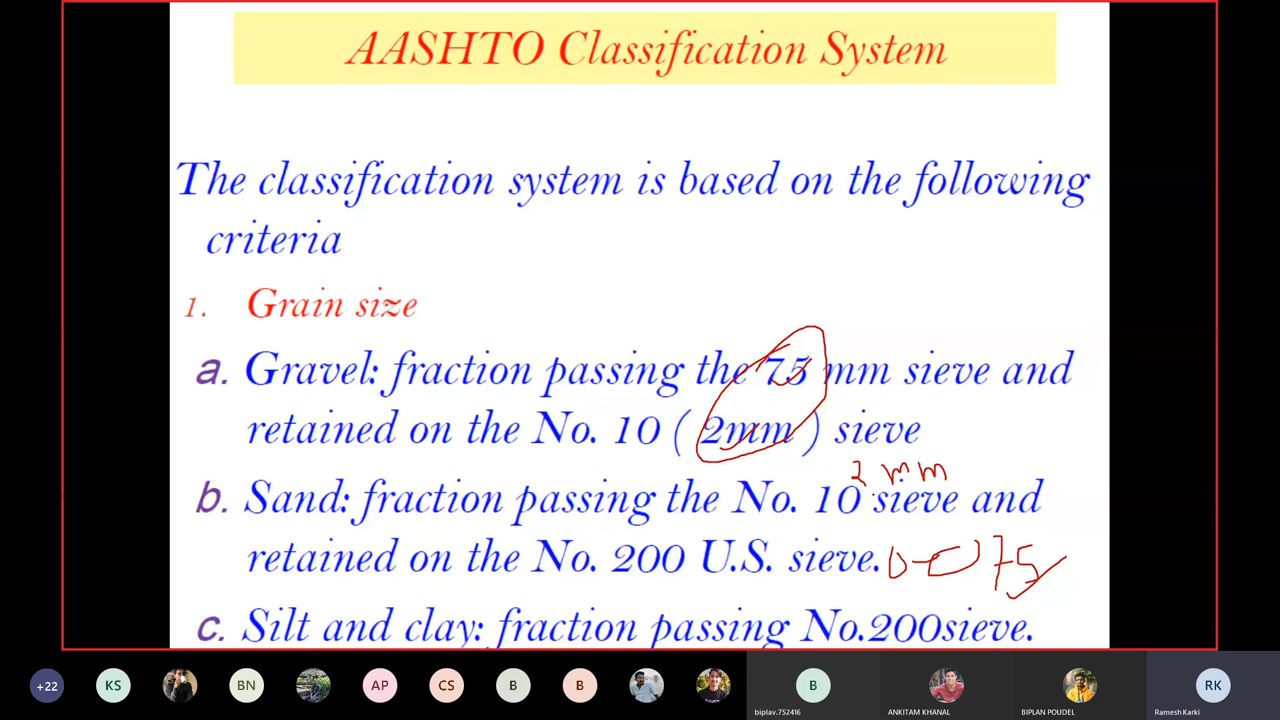 AASHTO Classification System
The classification system is based on the following
criteria
1. Grain size
a. Gravel: fraction passing the 75 mm sieve and
retained on the No. 10 ( 2mm ) sieve
2 mm
b. Sand: fraction passing the No. 10 sieve and
retained on the No. 200 U.S. sieve. 0.075
c. Silt and clay: fraction passing No.200sieve.
+22 KS BN AP CS B B B RK
biplav.752416 ANKITAM KHANAL BIPLAN POUDEL Ramesh Karki